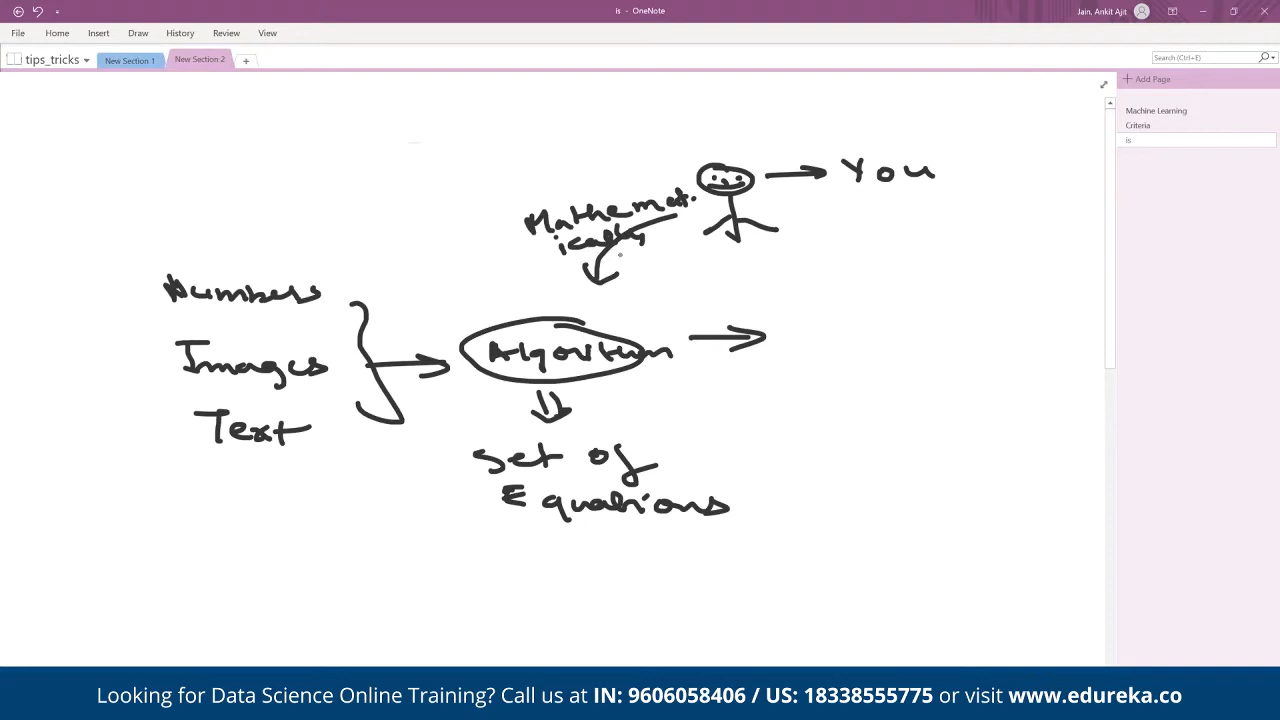 is - OneNote
Jain, Ankit Ajit
File Home Insert Draw History Review View
tips_tricks
New Section 1
New Section 2
+
Search (Ctrl+E)
+ Add Page
Machine Learning
Criteria
is
You
Mathemat.
ically
Numbers
Images
Text
Algorithm
Set of
Equations
Looking for Data Science Online Training? Call us at IN: 9606058406 / US: 18338555775 or visit www.edureka.co